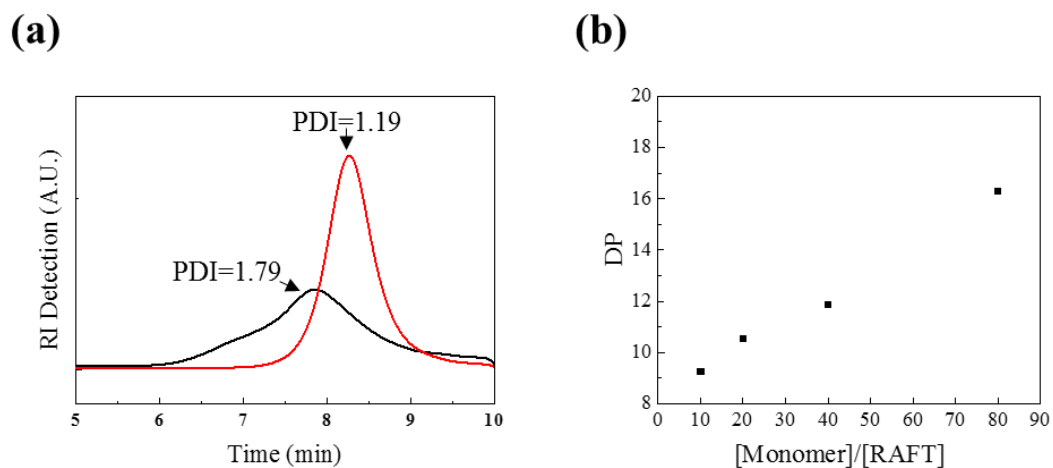 (a)
PDI=1.19
PDI=1.79
RI Detection (A.U.)
5 6 7 8 9 10
Time (min)
(b)
20
18
16
14
12
10
8
DP
0 10 20 30 40 50 60 70 80 90
[Monomer]/[RAFT]